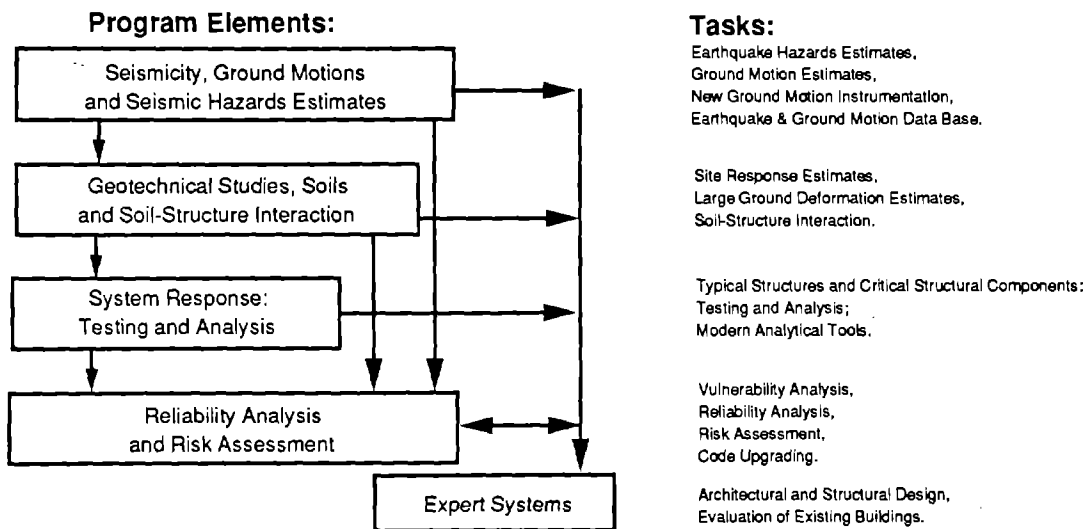 Program Elements:
Seismicity, Ground Motions
and Seismic Hazards Estimates
Geotechnical Studies, Soils
and Soil-Structure Interaction
System Response:
Testing and Analysis
Reliability Analysis
and Risk Assessment
Expert Systems
Tasks:
Earthquake Hazards Estimates,
Ground Motion Estimates,
New Ground Motion Instrumentation,
Earthquake & Ground Motion Data Base.
Site Response Estimates,
Large Ground Deformation Estimates,
Soil-Structure Interaction.
Typical Structures and Critical Structural Components:
Testing and Analysis;
Modern Analytical Tools.
Vulnerability Analysis,
Reliability Analysis,
Risk Assessment,
Code Upgrading.
Architectural and Structural Design,
Evaluation of Existing Buildings.